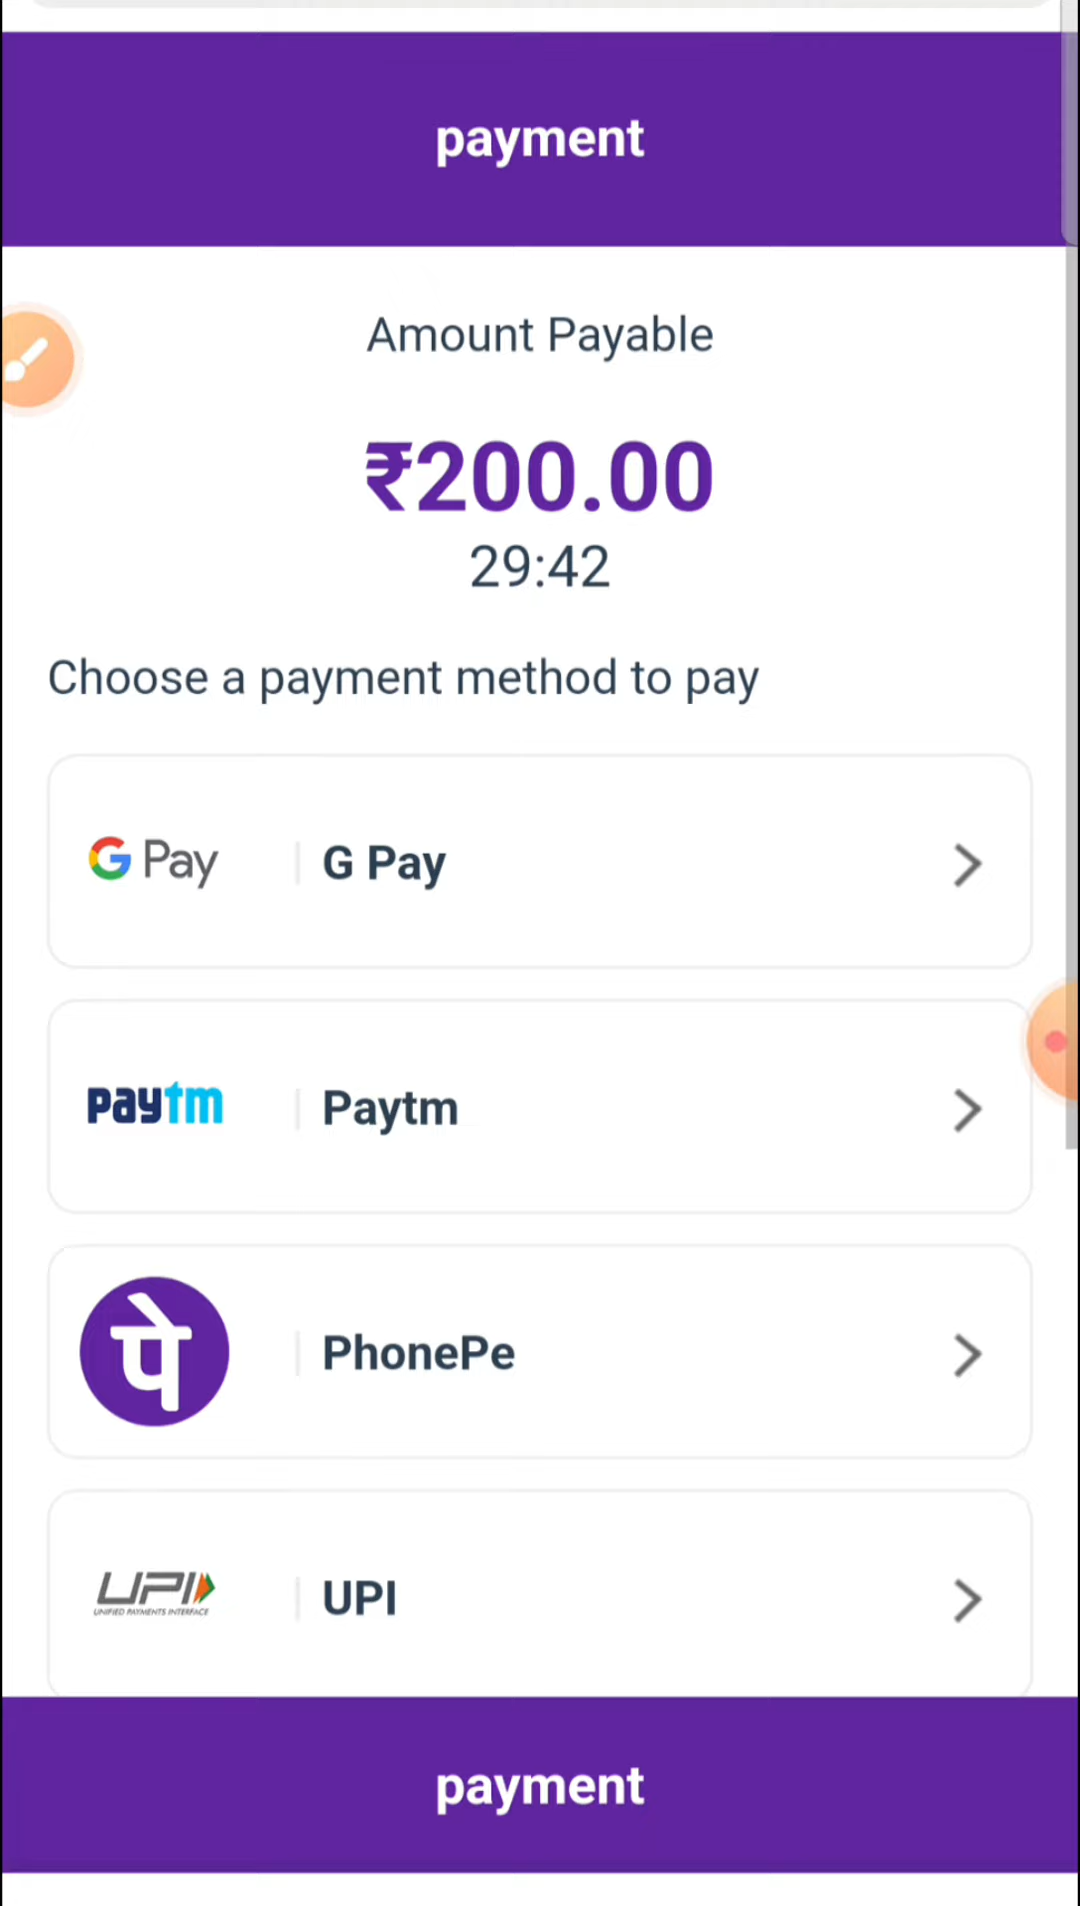 payment
Amount Payable
₹200.00
29:42
Choose a payment method to pay
G Pay
G Pay
paytm
Paytm
पे
PhonePe
UPI
UNIFIED PAYMENTS INTERFACE
UPI
payment